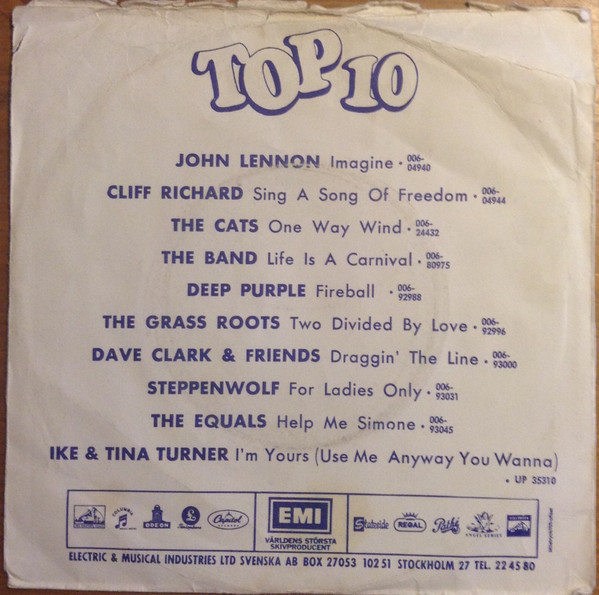 TOP 10
JOHN LENNON Imagine • 006-04940
CLIFF RICHARD Sing A Song Of Freedom • 006-04944
THE CATS One Way Wind • 006-24432
THE BAND Life Is A Carnival • 006-80975
DEEP PURPLE Fireball • 006-92988
THE GRASS ROOTS Two Divided By Love • 006-92996
DAVE CLARK & FRIENDS Draggin' The Line • 006-93000
STEPPENWOLF For Ladies Only • 006-93031
THE EQUALS Help Me Simone • 006-93045
IKE & TINA TURNER I'm Yours (Use Me Anyway You Wanna)
• UP 35310
COLUMBIA ODEON Parlophone Capitol EMI Stateside REGAL Pathé ANGEL SERIES
VÄRLDENS STÖRSTA
SKIVPRODUCENT
ELECTRIC & MUSICAL INDUSTRIES LTD SVENSKA AB BOX 27053 102 51 STOCKHOLM 27 TEL. 22 45 80